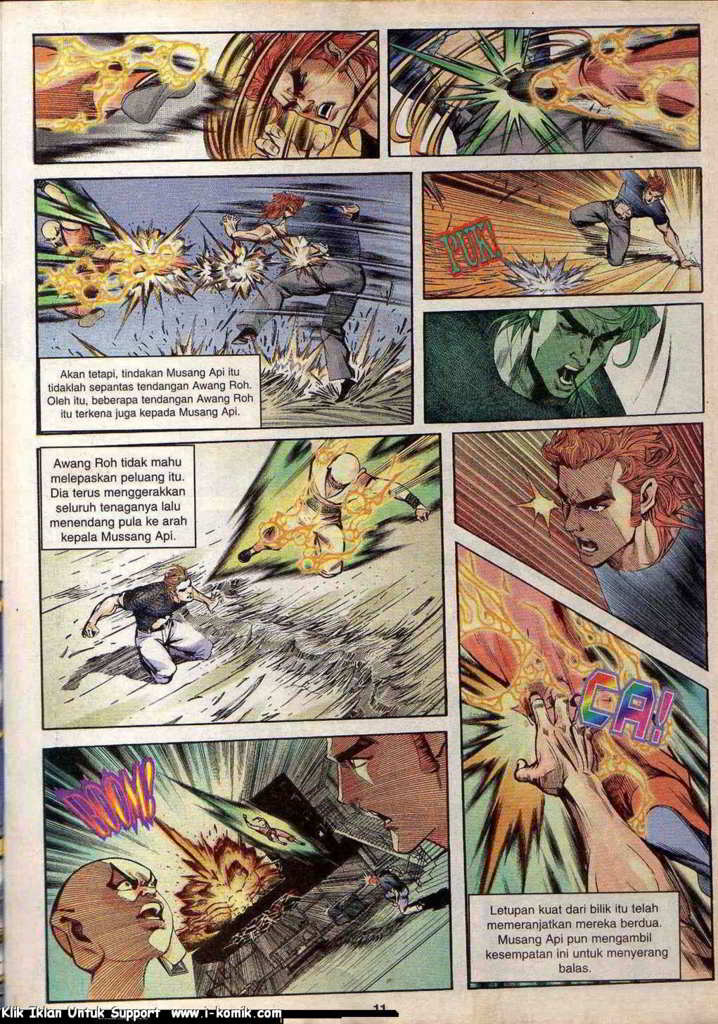 PUK!
Akan tetapi, tindakan Musang Api itu
tidaklah sepantas tendangan Awang Roh.
Oleh itu, beberapa tendangan Awang Roh
itu terkena juga kepada Musang Api.
Awang Roh tidak mahu
melepaskan peluang itu.
Dia terus menggerakkan
seluruh tenaganya lalu
menendang pula ke arah
kepala Mussang Api.
CA!
BOOM!
Letupan kuat dari bilik itu telah
memeranjatkan mereka berdua.
Musang Api pun mengambil
kesempatan ini untuk menyerang
balas.
11
Klik Iklan Untuk Support www.i-komik.com